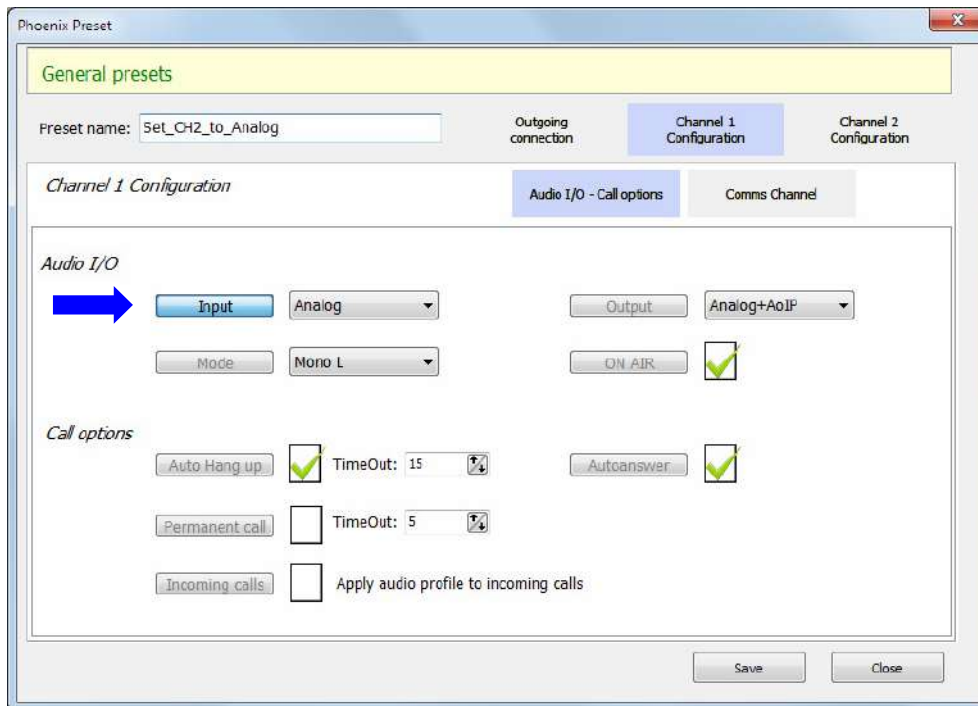 Phoenix Preset
X
General presets
Preset name: Set_CH2_to_Analog
Outgoing
connection
Channel 1
Configuration
Channel 2
Configuration
Channel 1 Configuration
Audio I/O - Call options
Comms Channel
Audio I/O
Input Analog Output Analog+AoIP
Mode Mono L ON AIR
Call options
Auto Hang up TimeOut: 15 Autoanswer
Permanent call TimeOut: 5
Incoming calls Apply audio profile to incoming calls
Save Close